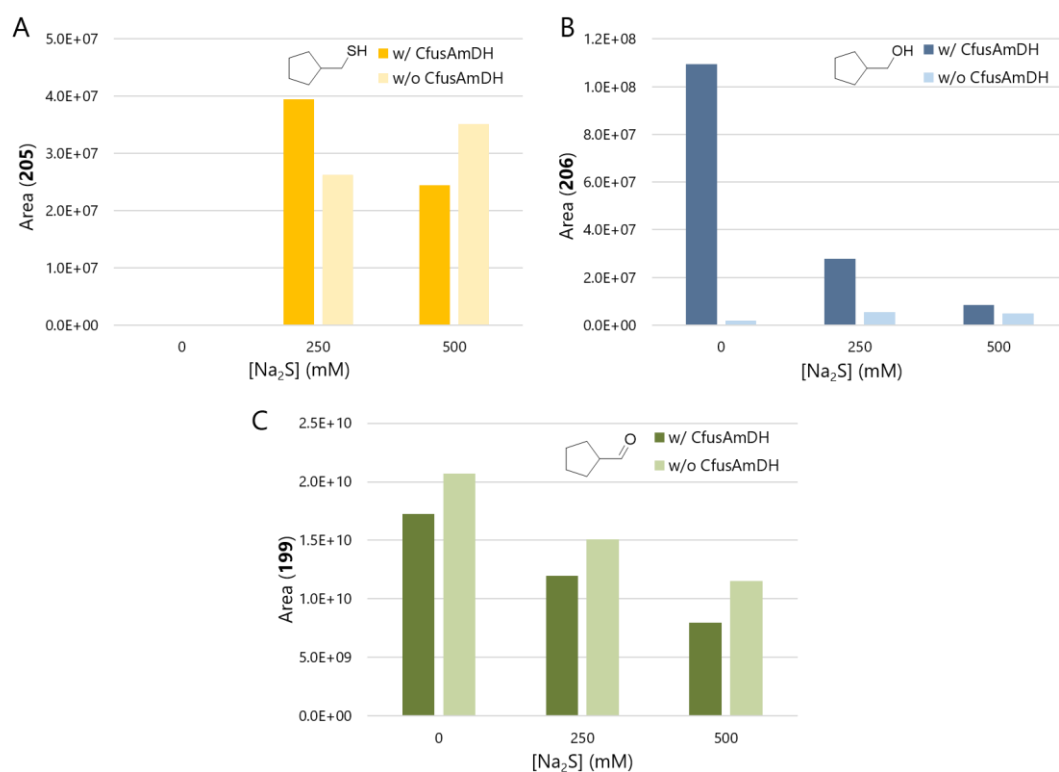 A
5.0E+07
4.0E+07
3.0E+07
2.0E+07
1.0E+07
0.0E+00
Area (205)
SH
w/ CfusAmDH
w/o CfusAmDH
0
250
500
[Na₂S] (mM)
B
1.2E+08
1.0E+08
8.0E+07
6.0E+07
4.0E+07
2.0E+07
0.0E+00
Area (206)
OH
w/ CfusAmDH
w/o CfusAmDH
0
250
500
[Na₂S] (mM)
C
2.5E+10
2.0E+10
1.5E+10
1.0E+10
5.0E+09
0.0E+00
Area (199)
O
w/ CfusAmDH
w/o CfusAmDH
0
250
500
[Na₂S] (mM)